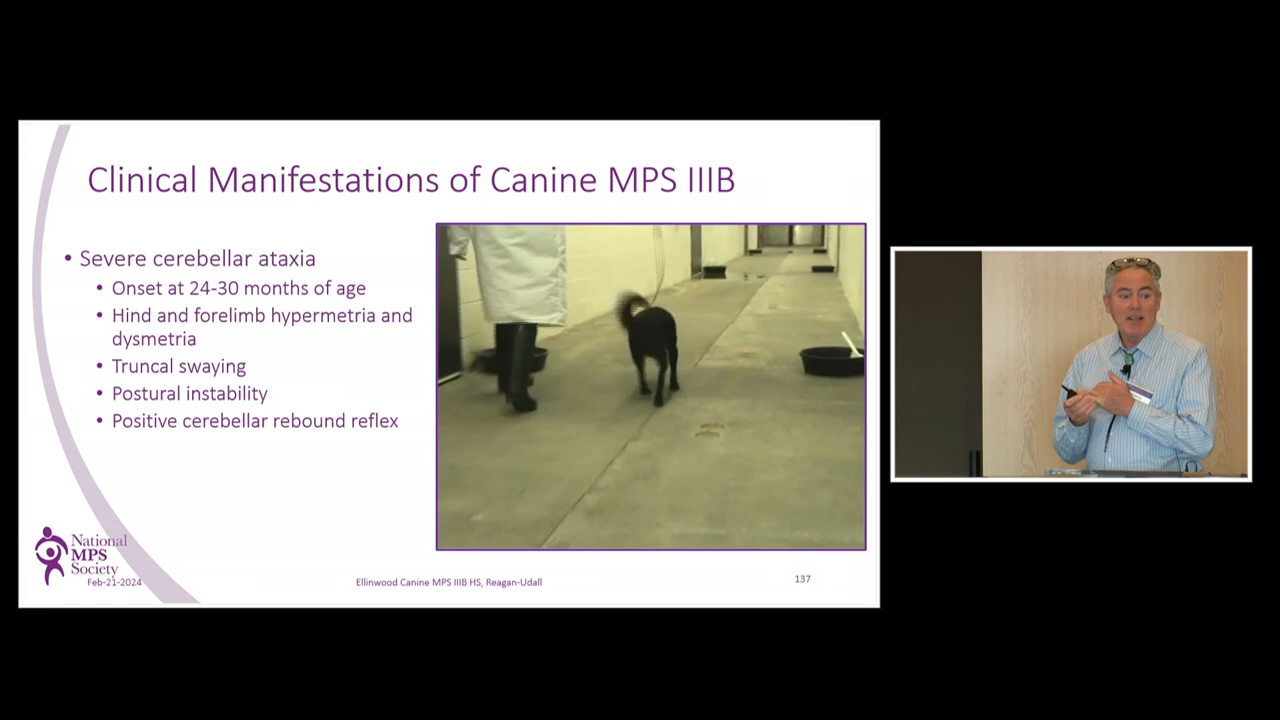 Clinical Manifestations of Canine MPS IIIB
• Severe cerebellar ataxia
• Onset at 24-30 months of age
• Hind and forelimb hypermetria and
dysmetria
• Truncal swaying
• Postural instability
• Positive cerebellar rebound reflex
National
MPS
Society
Feb-21-2024
Ellinwood Canine MPS IIIB HS, Reagan-Udall
137